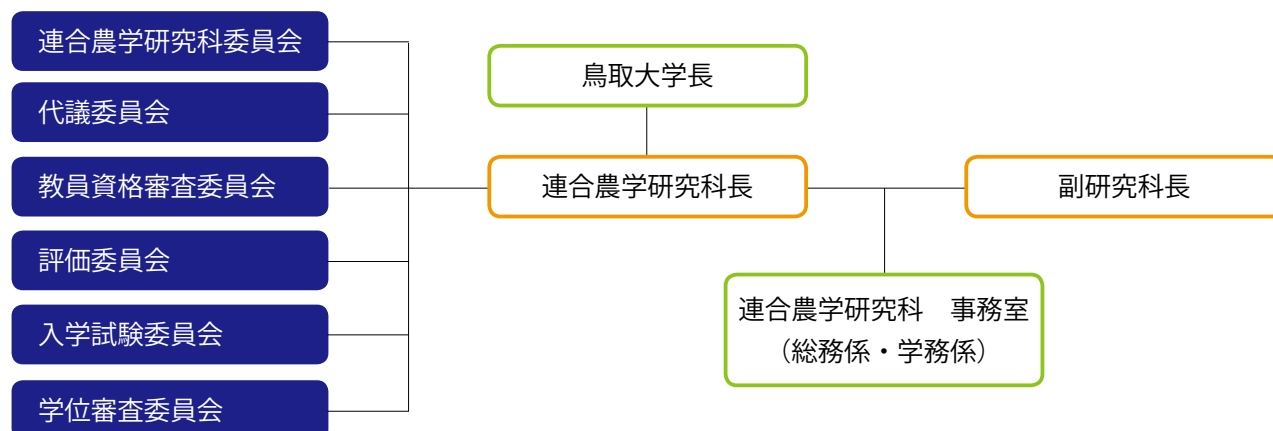 連合農学研究科委員会
代議委員会
教員資格審査委員会
評価委員会
入学試験委員会
学位審査委員会
鳥取大学長
連合農学研究科長
副研究科長
連合農学研究科　事務室
（総務係・学務係）